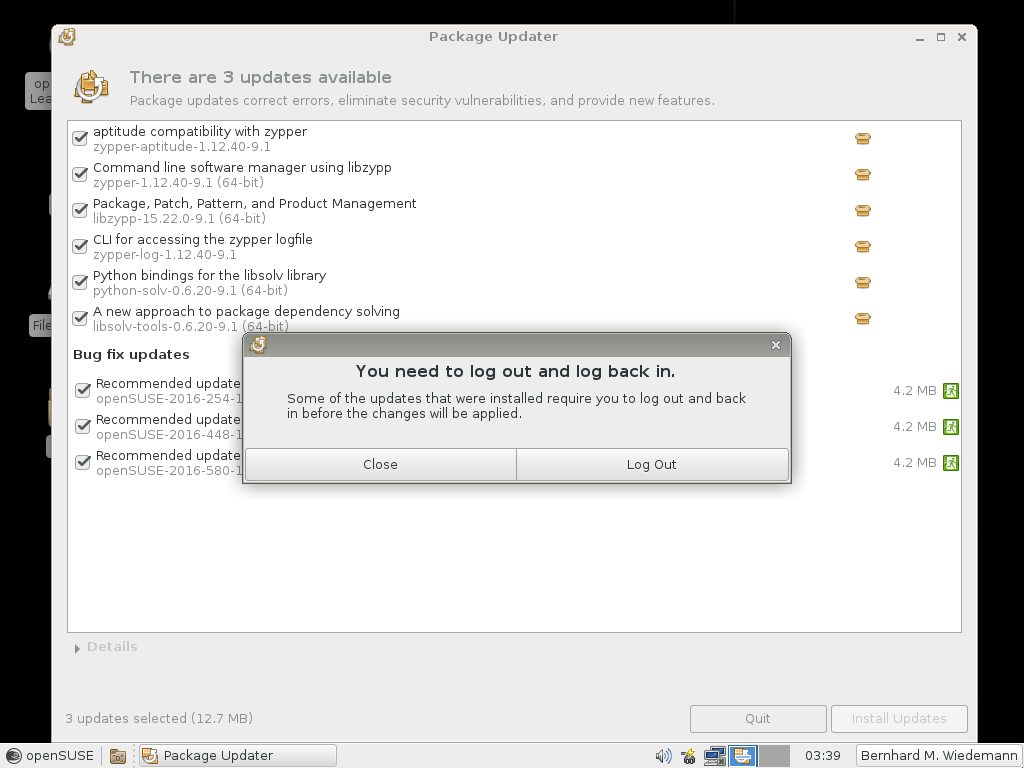 Package Updater
There are 3 updates available
Package updates correct errors, eliminate security vulnerabilities, and provide new features.
aptitude compatibility with zypper
zypper-aptitude-1.12.40-9.1
Command line software manager using libzypp
zypper-1.12.40-9.1 (64-bit)
Package, Patch, Pattern, and Product Management
libzypp-15.22.0-9.1 (64-bit)
CLI for accessing the zypper logfile
zypper-log-1.12.40-9.1
Python bindings for the libsolv library
python-solv-0.6.20-9.1 (64-bit)
A new approach to package dependency solving
libsolv-tools-0.6.20-9.1 (64-bit)
Bug fix updates
Recommended update
openSUSE-2016-254-1
4.2 MB
Recommended update
openSUSE-2016-448-1
4.2 MB
Recommended update
openSUSE-2016-580-1
4.2 MB
You need to log out and log back in.
Some of the updates that were installed require you to log out and back
in before the changes will be applied.
Close
Log Out
Details
3 updates selected (12.7 MB)
Quit
Install Updates
op
Lea
File
openSUSE
Package Updater
03:39
Bernhard M. Wiedemann